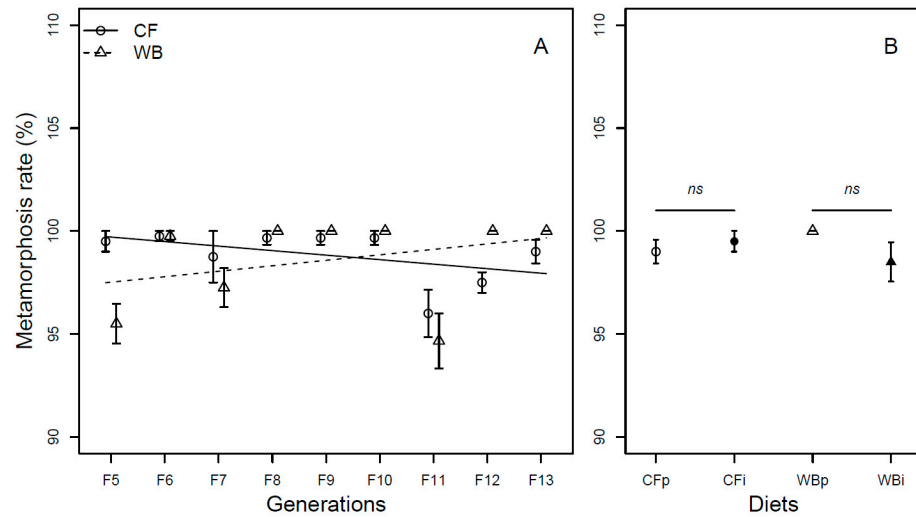 CF
WB
A
B
Metamorphosis rate (%)
110
105
100
95
90
110
105
100
95
90
ns
ns
F5 F6 F7 F8 F9 F10 F11 F12 F13
CFp CFi WBp WBi
Generations
Diets